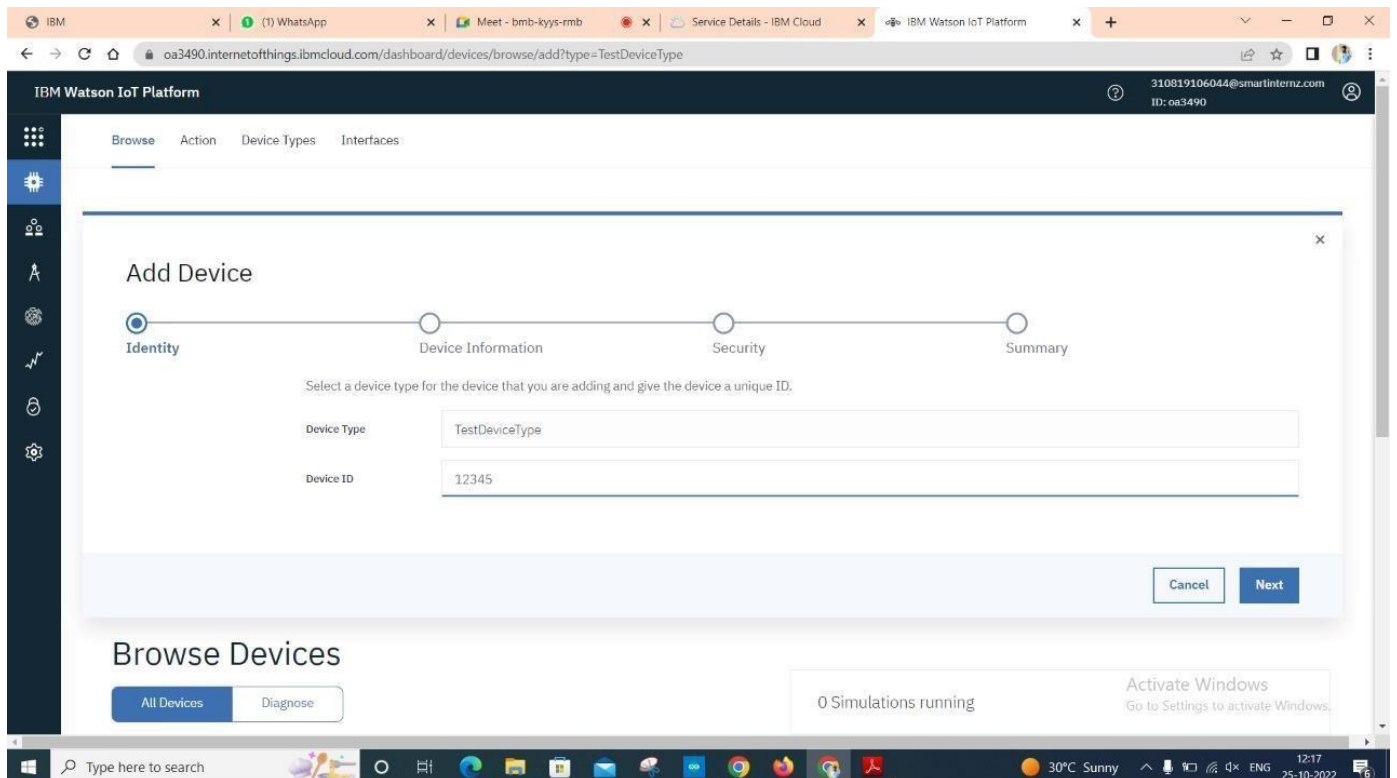 IBM
(1) WhatsApp
Meet - bmb-kyys-rmb
Service Details - IBM Cloud
IBM Watson IoT Platform
oa3490.internetofthings.ibmcloud.com/dashboard/devices/browse/add?type=TestDeviceType
IBM Watson IoT Platform
310819106044@smartinternz.com
ID: oa3490
Browse Action Device Types Interfaces
Add Device
Identity Device Information Security Summary
Select a device type for the device that you are adding and give the device a unique ID.
Device Type TestDeviceType
Device ID 12345
Cancel Next
Browse Devices
All Devices Diagnose
0 Simulations running
Activate Windows
Go to Settings to activate Windows.
Type here to search
30°C Sunny
ENG
12:17
25-10-2022
6